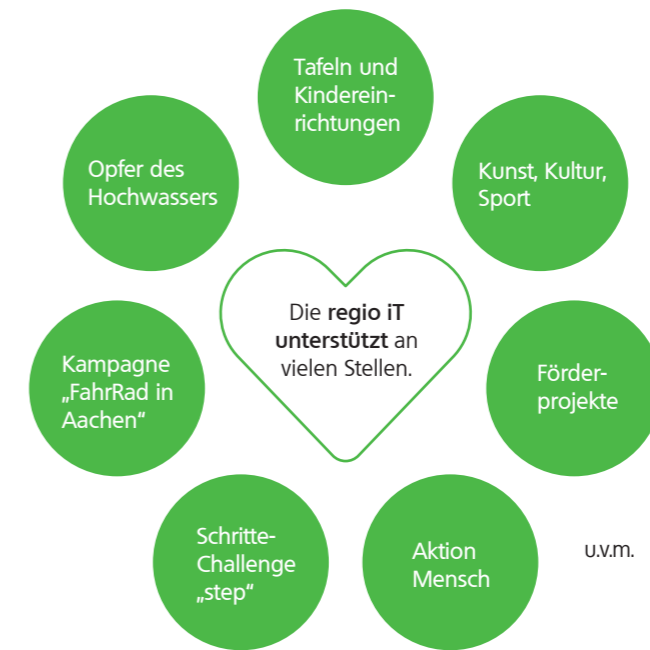 Tafeln und
Kinderein-
richtungen
Opfer des
Hochwassers
Kunst, Kultur,
Sport
Die regio iT
unterstützt an
vielen Stellen.
Kampagne
„FahrRad in
Aachen“
Förder-
projekte
Schritte-
Challenge
„step“
Aktion
Mensch
u.v.m.